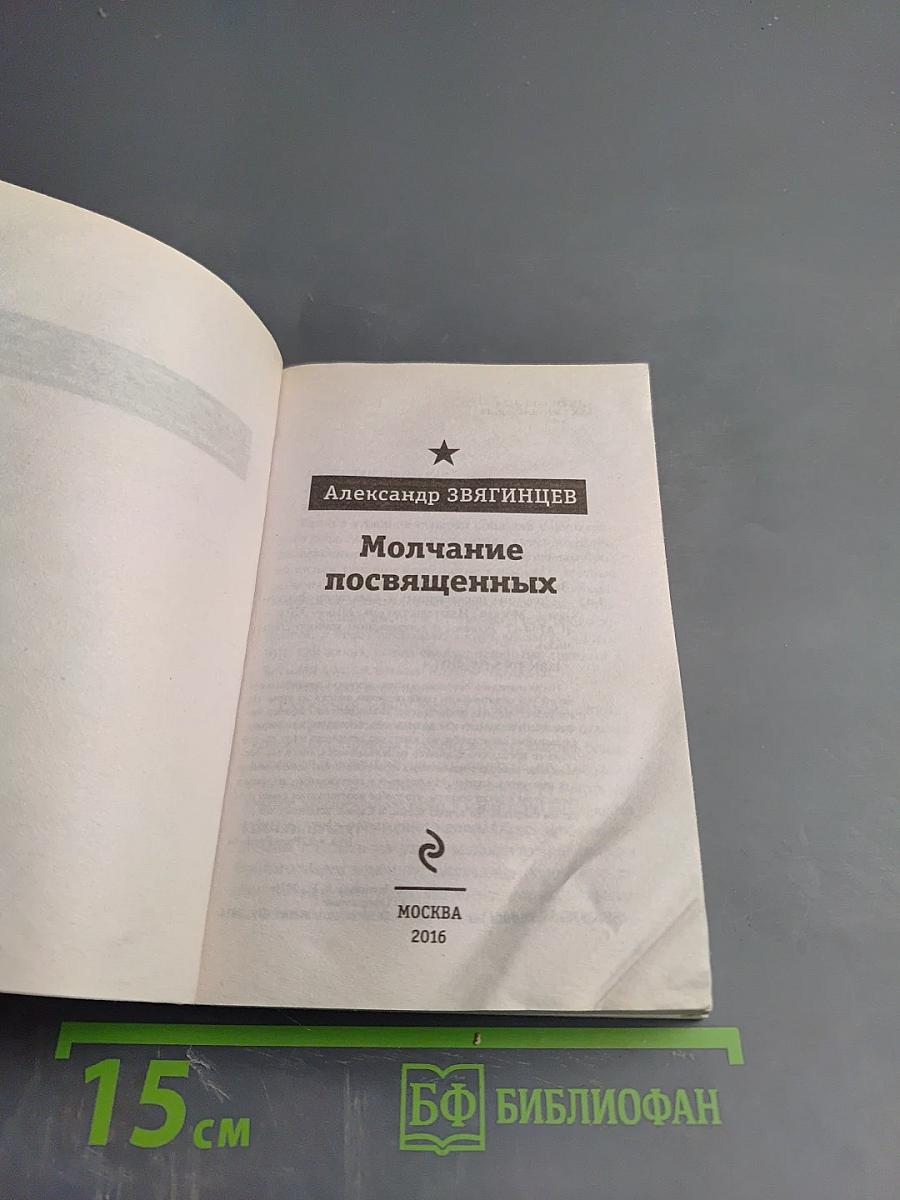 Александр ЗВЯГИНЦЕВ
Молчание
посвященных
МОСКВА
2016
15 см
БФ БИБЛИОФАН